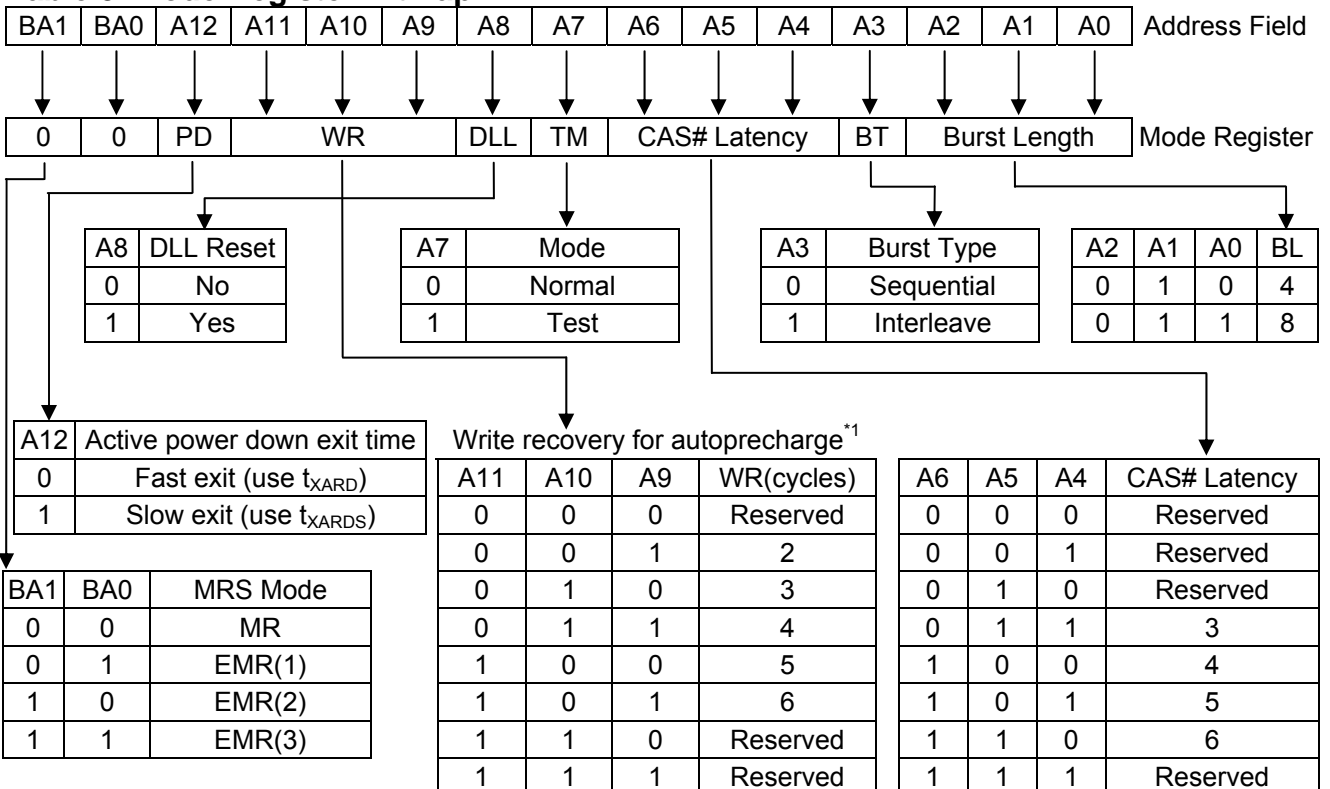 BA1 BA0 A12 A11 A10 A9 A8 A7 A6 A5 A4 A3 A2 A1 A0 Address Field
0 0 PD WR DLL TM CAS# Latency BT Burst Length Mode Register
A8 DLL Reset
0 No
1 Yes
A7 Mode
0 Normal
1 Test
A3 Burst Type
0 Sequential
1 Interleave
A2 A1 A0 BL
0 1 0 4
0 1 1 8
A12 Active power down exit time
0 Fast exit (use tXARD)
1 Slow exit (use tXARDS)
BA1 BA0 MRS Mode
0 0 MR
0 1 EMR(1)
1 0 EMR(2)
1 1 EMR(3)
Write recovery for autoprecharge*1
A11 A10 A9 WR(cycles)
0 0 0 Reserved
0 0 1 2
0 1 0 3
0 1 1 4
1 0 0 5
1 0 1 6
1 1 0 Reserved
1 1 1 Reserved
A6 A5 A4 CAS# Latency
0 0 0 Reserved
0 0 1 Reserved
0 1 0 Reserved
0 1 1 3
1 0 0 4
1 0 1 5
1 1 0 6
1 1 1 Reserved